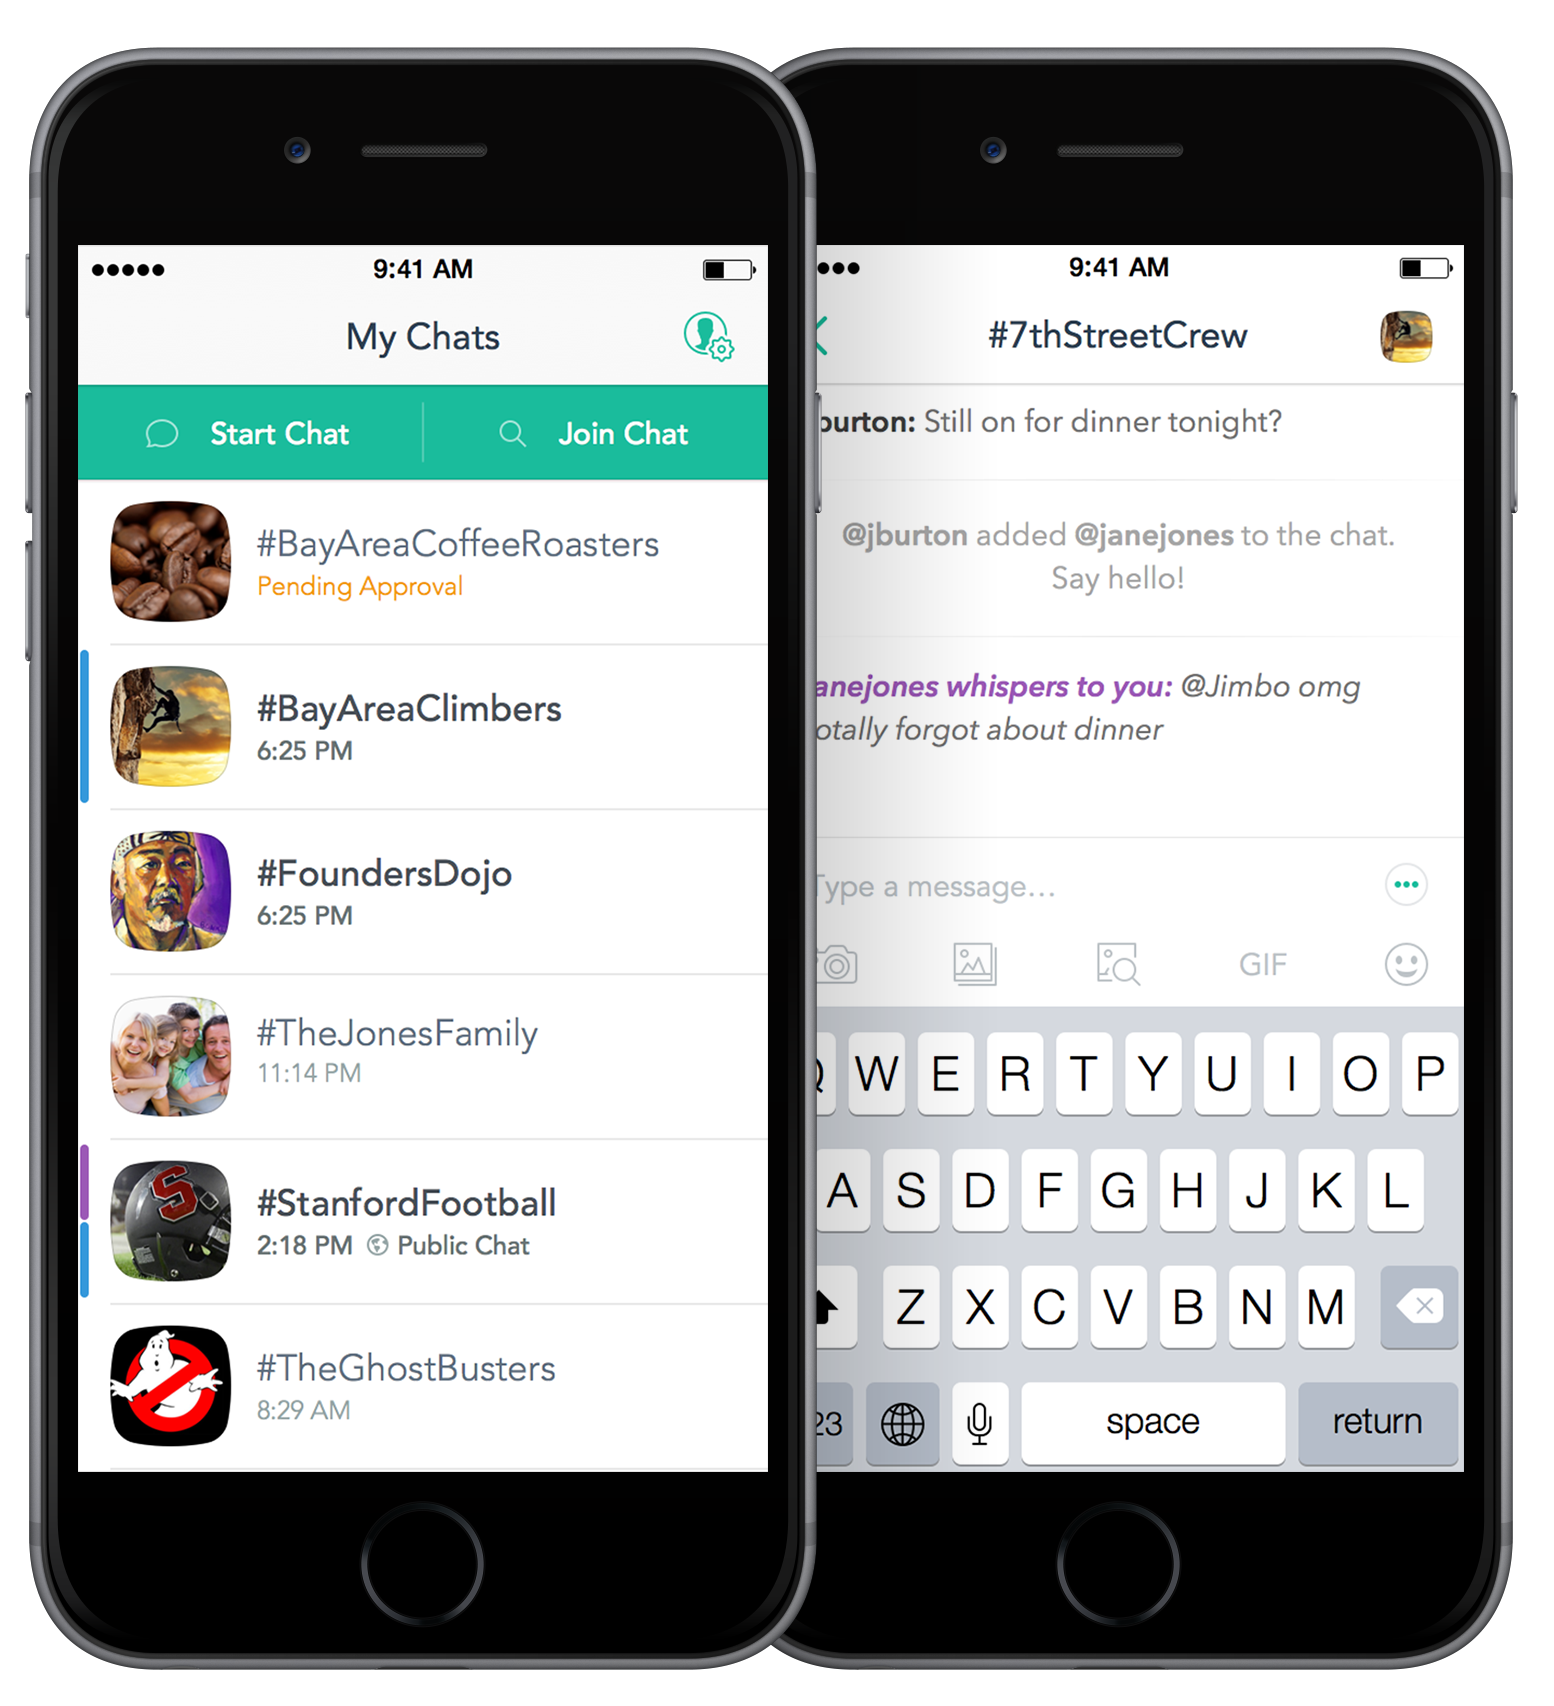 9:41 AM
My Chats
Start Chat
Join Chat
#BayAreaCoffeeRoasters
Pending Approval
#BayAreaClimbers
6:25 PM
#FoundersDojo
6:25 PM
#TheJonesFamily
11:14 PM
S
#StanfordFootball
2:18 PM Public Chat
#TheGhostBusters
8:29 AM
9:41 AM
#7thStreetCrew
burton: Still on for dinner tonight?
@jburton added @janejones to the chat.
Say hello!
anejones whispers to you: @Jimbo omg
otally forgot about dinner
Type a message...
GIF
Q W E R T Y U I O P
A S D F G H J K L
Z X C V B N M
23 space return